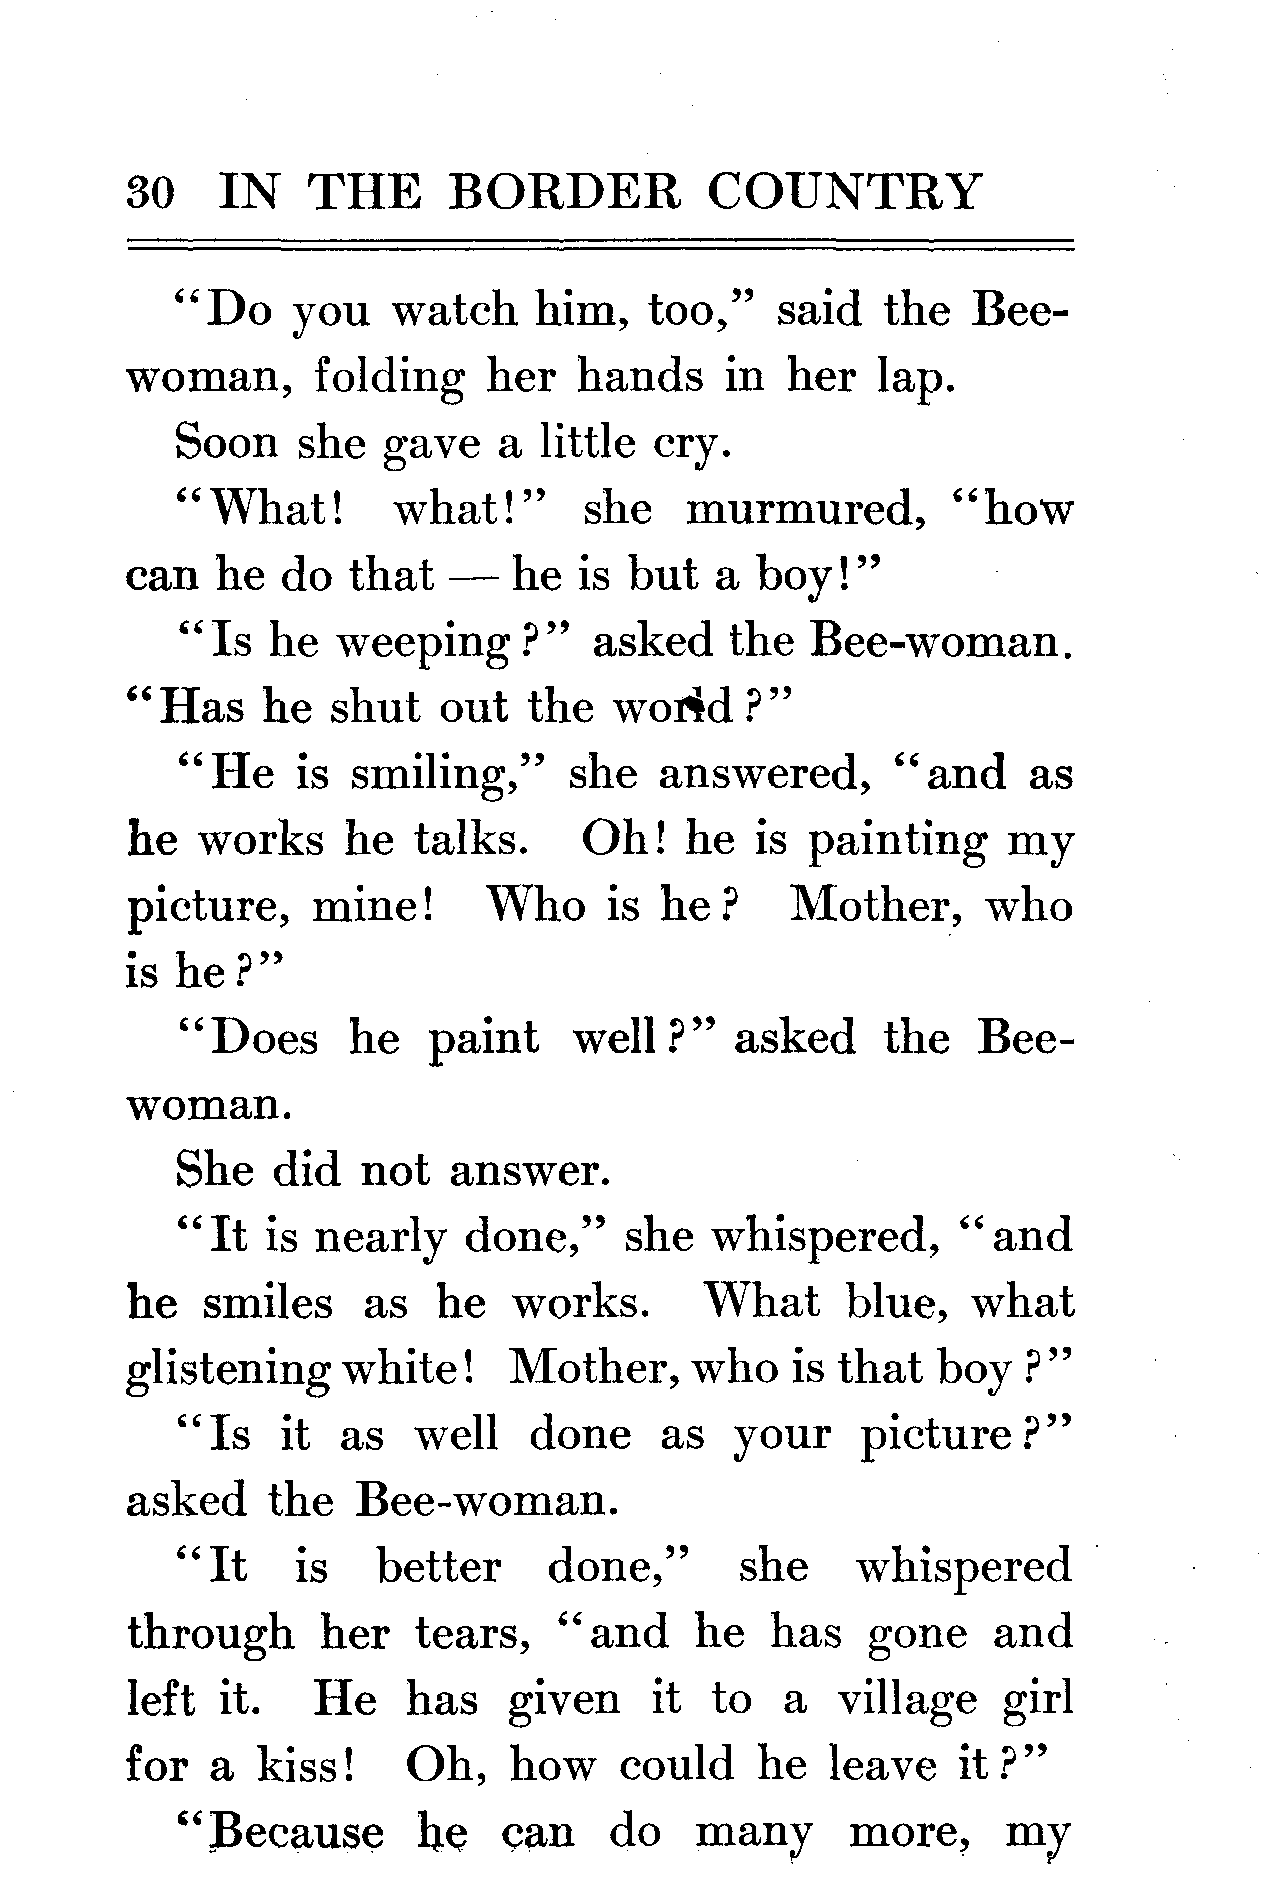 30 IN THE BORDER COUNTRY
“Do you watch him, too,” said the Bee-
woman, folding her hands in her lap.
Soon she gave a little cry.
“What! what!” she murmured, “how
can he do that — he is but a boy!”
“Is he weeping?” asked the Bee-woman.
“Has he shut out the world?”
“He is smiling,” she answered, “and as
he works he talks. Oh! he is painting my
picture, mine! Who is he? Mother, who
is he?”
“Does he paint well?” asked the Bee-
woman.
She did not answer.
“It is nearly done,” she whispered, “and
he smiles as he works. What blue, what
glistening white! Mother, who is that boy?”
“Is it as well done as your picture?”
asked the Bee-woman.
“It is better done,” she whispered
through her tears, “and he has gone and
left it. He has given it to a village girl
for a kiss! Oh, how could he leave it?”
“Because he can do many more, my